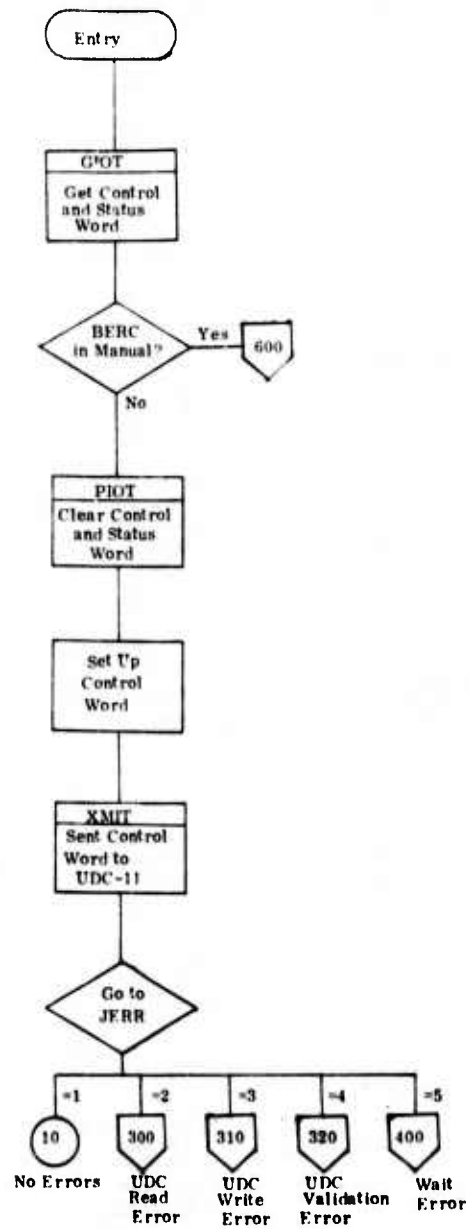 Entry
G*OT
Get Control
and Status
Word
BERC
in Manual?
Yes
600
No
PIOT
Clear Control
and Status
Word
Set Up
Control
Word
XMIT
Sent Control
Word to
UDC-11
Go to
JERR
=1
=2
=3
=4
=5
10
300
310
320
400
No Errors
UDC
Read
Error
UDC
Write
Error
UDC
Validation
Error
Wait
Error